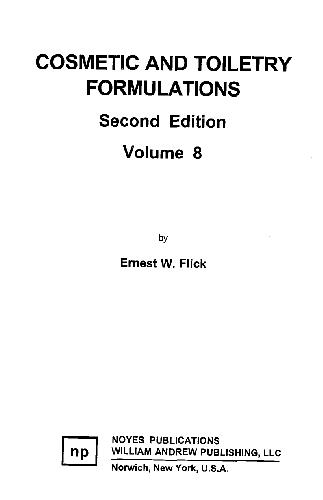 COSMETIC AND TOILETRY
FORMULATIONS
Second Edition
Volume 8
by
Ernest W. Flick
np
NOYES PUBLICATIONS
WILLIAM ANDREW PUBLISHING, LLC
Norwich, New York, U.S.A.